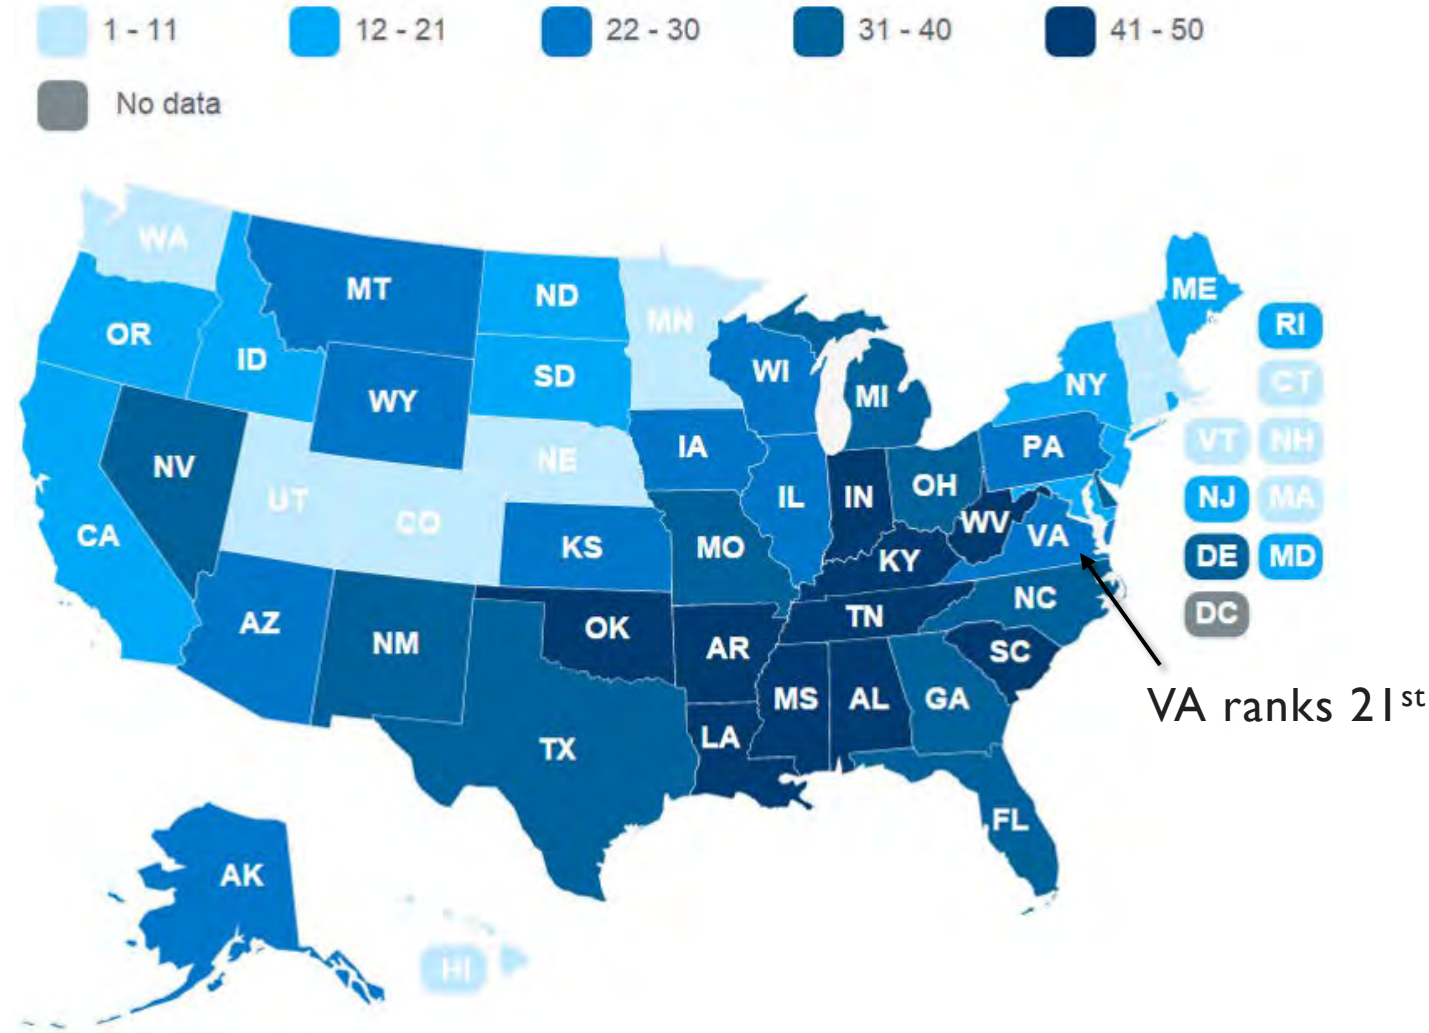 1 - 11
12 - 21
22 - 30
31 - 40
41 - 50
No data
WA
MT
ND
MN
ME
OR
ID
SD
WI
MI
NY
RI
CT
WY
NV
UT
CO
NE
IA
IL
IN
OH
PA
VT
NH
NJ
MA
CA
KS
MO
KY
WV
VA
DE
MD
DC
AZ
NM
OK
AR
TN
NC
SC
TX
LA
MS
AL
GA
FL
VA ranks 21st
AK
HI